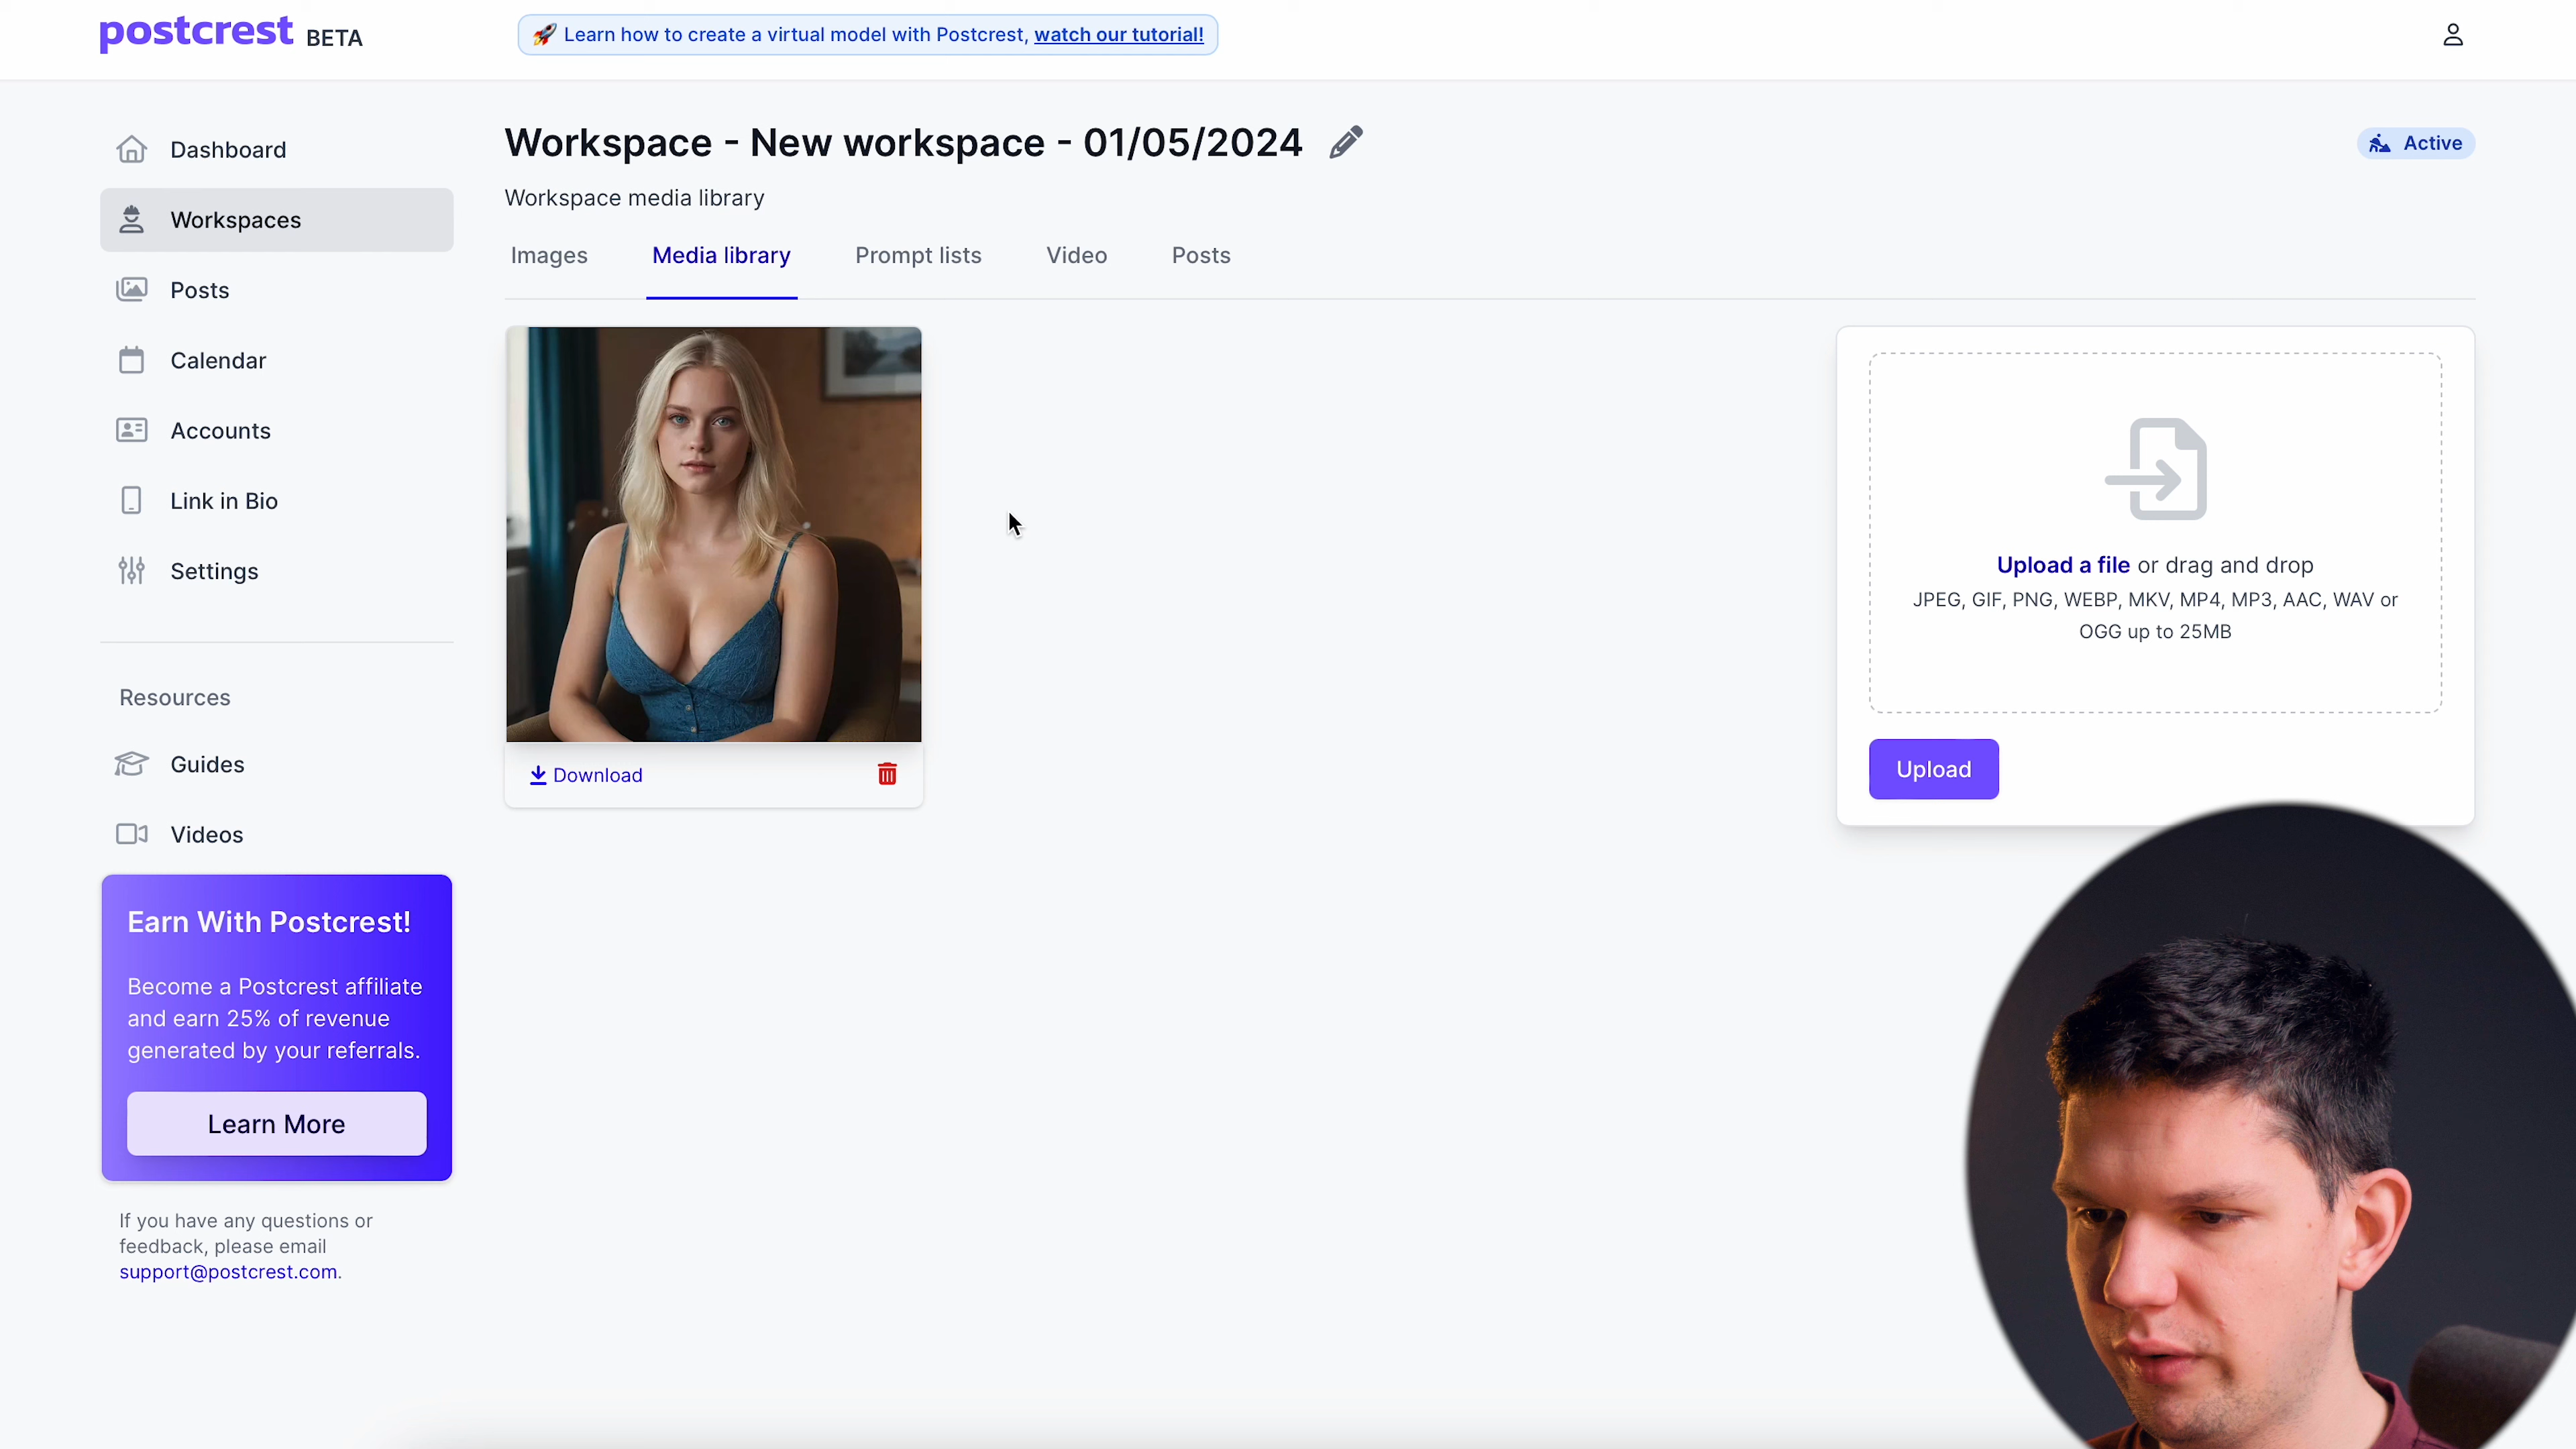 postcrest BETA
🚀 Learn how to create a virtual model with Postcrest, watch our tutorial!
Dashboard
Workspaces
Posts
Calendar
Accounts
Link in Bio
Settings
Resources
Guides
Videos
Earn With Postcrest!
Become a Postcrest affiliate
and earn 25% of revenue
generated by your referrals.
Learn More
If you have any questions or
feedback, please email
support@postcrest.com.
Workspace - New workspace - 01/05/2024
Active
Workspace media library
Images
Media library
Prompt lists
Video
Posts
Download
Upload a file or drag and drop
JPEG, GIF, PNG, WEBP, MKV, MP4, MP3, AAC, WAV or
OGG up to 25MB
Upload